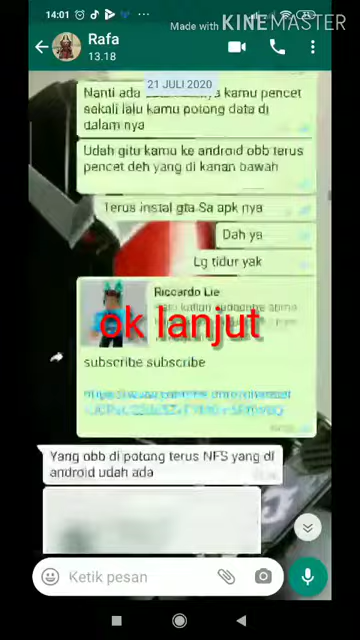 Made with
KINEMASTER
14:01
Rafa
13.18
21 JULI 2020
Nanti ada kamu pencet
sekali lalu kamu potong data di
dalam nya
Udah gitu kamu ke android obb terus
pencet deh yang di kanan bawah
Terus instal gta Sa apk nya
Dah ya
Lg tidur yak
Riccardo Lie
ok lanjut
subscribe subscribe
Yang obb di potong terus NFS yang di
android udah ada
Ketik pesan